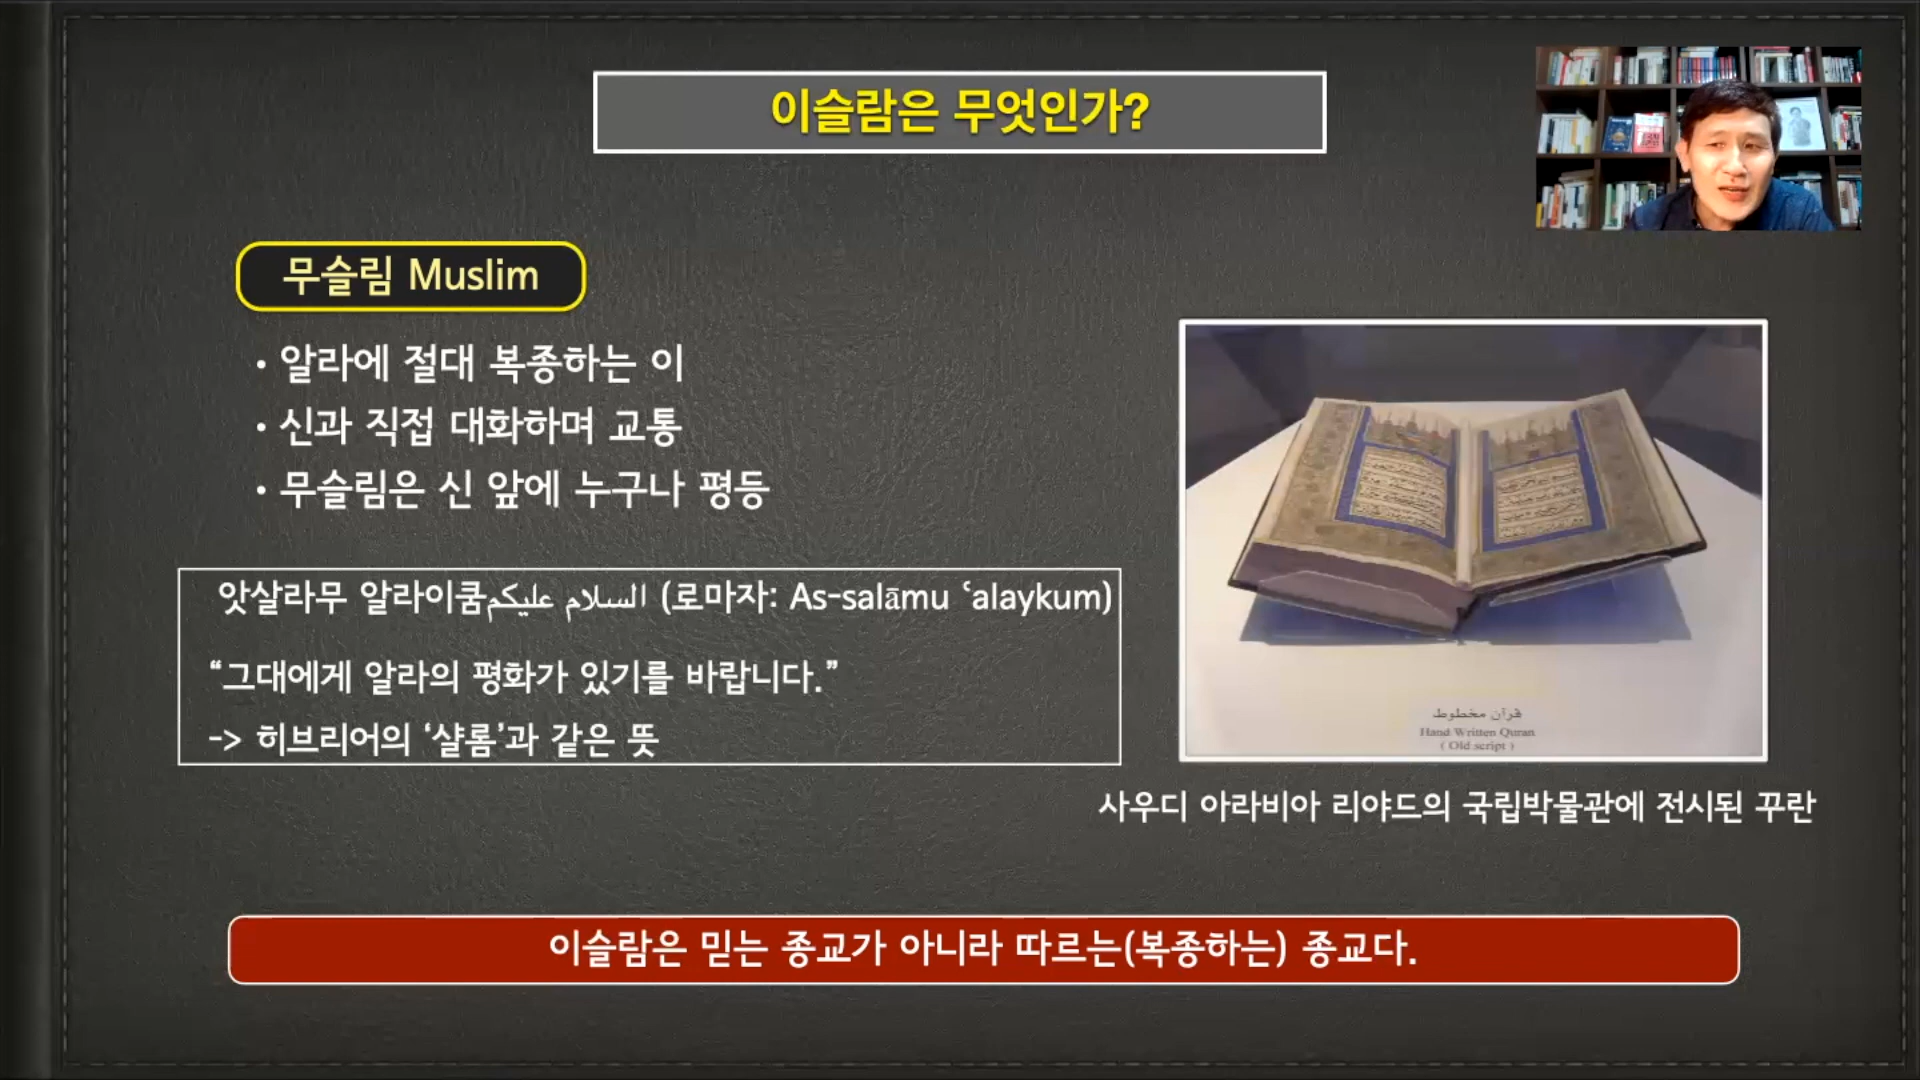 이슬람은 무엇인가?
무슬림 Muslim
· 알라에 절대 복종하는 이
· 신과 직접 대화하며 교통
· 무슬림은 신 앞에 누구나 평등
앗살라무 알라이쿰السلام عليكم (로마자: As-salāmu ʿalaykum)
“그대에게 알라의 평화가 있기를 바랍니다.”
-> 히브리어의 ‘샬롬’과 같은 뜻
قرآن مخطوط
Hand Written Quran
( Old script )
사우디 아라비아 리야드의 국립박물관에 전시된 꾸란
이슬람은 믿는 종교가 아니라 따르는(복종하는) 종교다.